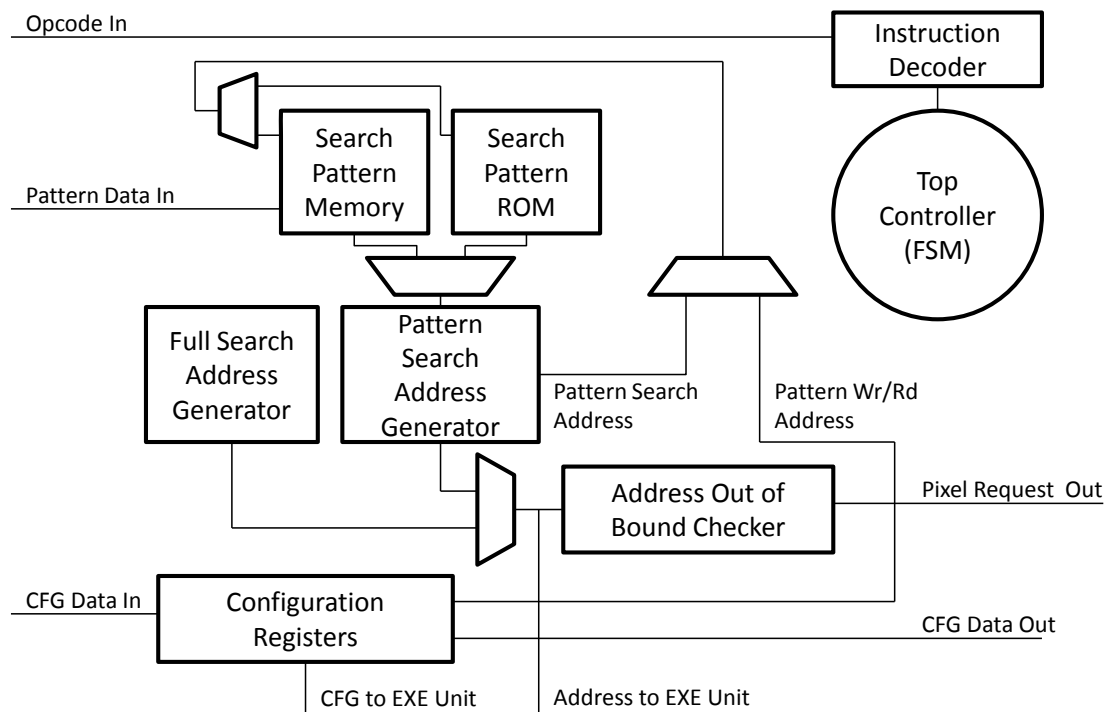 Opcode In
Instruction
Decoder
Search
Pattern
Memory
Search
Pattern
ROM
Pattern Data In
Top
Controller
(FSM)
Full Search
Address
Generator
Pattern
Search
Address
Generator
Pattern Search
Address
Pattern Wr/Rd
Address
Address Out of
Bound Checker
Pixel Request Out
CFG Data In
Configuration
Registers
CFG Data Out
CFG to EXE Unit
Address to EXE Unit